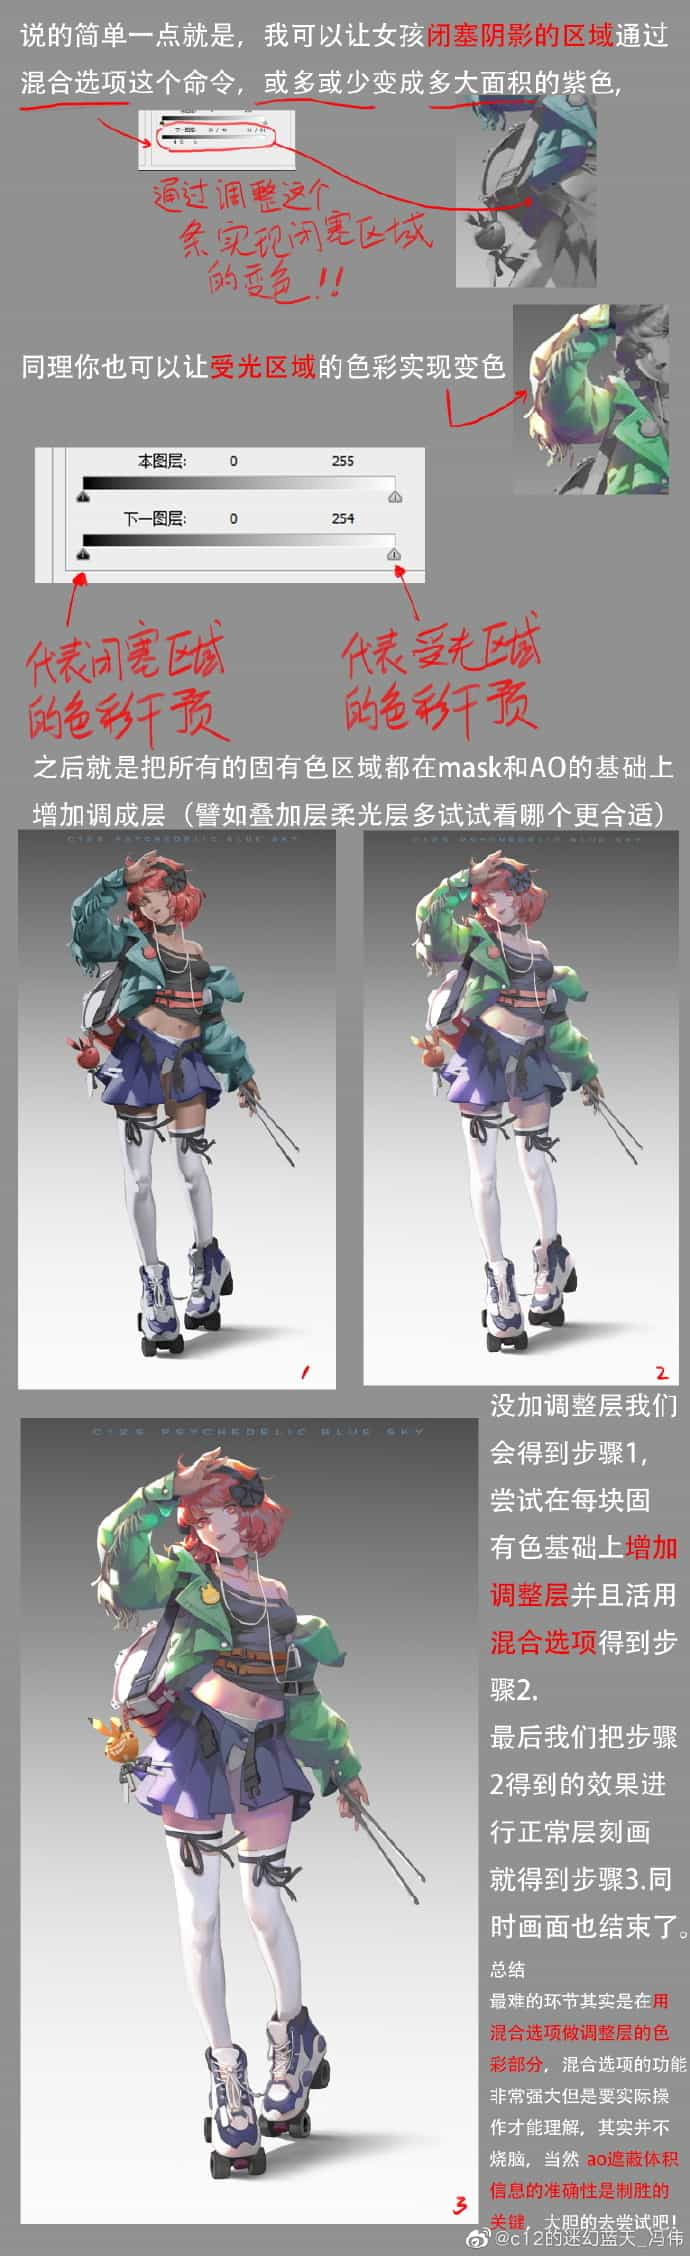 说的简单一点就是，我可以让女孩闭塞阴影的区域通过
混合选项这个命令，或多或少变成多大面积的紫色，
通过调整这个
条实现闭塞区域
的变色!!
同理你也可以让受光区域的色彩实现变色
本图层: 0 255
下一图层: 0 254
代表闭塞区域
的色彩干预
代表受光区域
的色彩干预
之后就是把所有的固有色区域都在mask和AO的基础上
增加调成层（譬如叠加层柔光层多试试看哪个更合适）
C12S PSYCHEDELIC BLUE SKY
C12S PSYCHEDELIC BLUE SKY
1
2
没加调整层我们
会得到步骤1，
尝试在每块固
有色基础上增加
调整层并且活用
混合选项得到步
骤2.
最后我们把步骤
2得到的效果进
行正常层刻画
就得到步骤3.同
时画面也结束了。
C12S PSYCHEDELIC BLUE SKY
3
总结
最难的环节其实是在用
混合选项做调整层的色
彩部分，混合选项的功能
非常强大但是要实际操
作才能理解，其实并不
烧脑，当然 ao遮蔽体积
信息的准确性是制胜的
关键，大胆的去尝试吧！
@c12的迷幻蓝天_冯伟